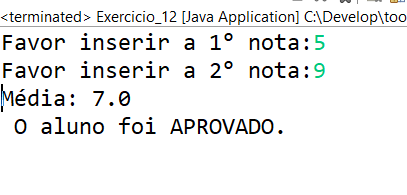 <terminated> Exercicio_12 [Java Application] C:\Develop\too
Favor inserir a 1° nota:5
Favor inserir a 2° nota:9
Média: 7.0
 O aluno foi APROVADO.